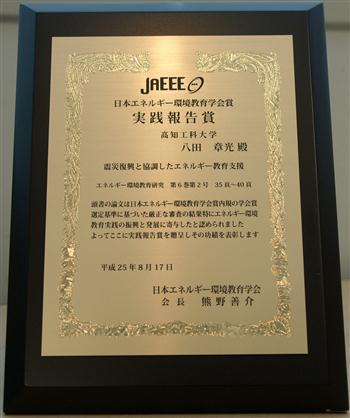 JAEEE
日本エネルギー環境教育学会賞
実践報告賞
高知工科大学
八田 章光 殿
震災復興と協調したエネルギー教育支援
エネルギー環境教育研究 第6巻第2号 35頁~40頁
頭書の論文は日本エネルギー環境教育学会賞内規の学会賞
選定基準に基づいた厳正な審査の結果特にエネルギー環境
教育実践の振興と発展に寄与したと認められました
よってここに実践報告賞を贈呈しその功績を表彰します
平成25年8月17日
日本エネルギー環境教育学会
会長 熊野善介